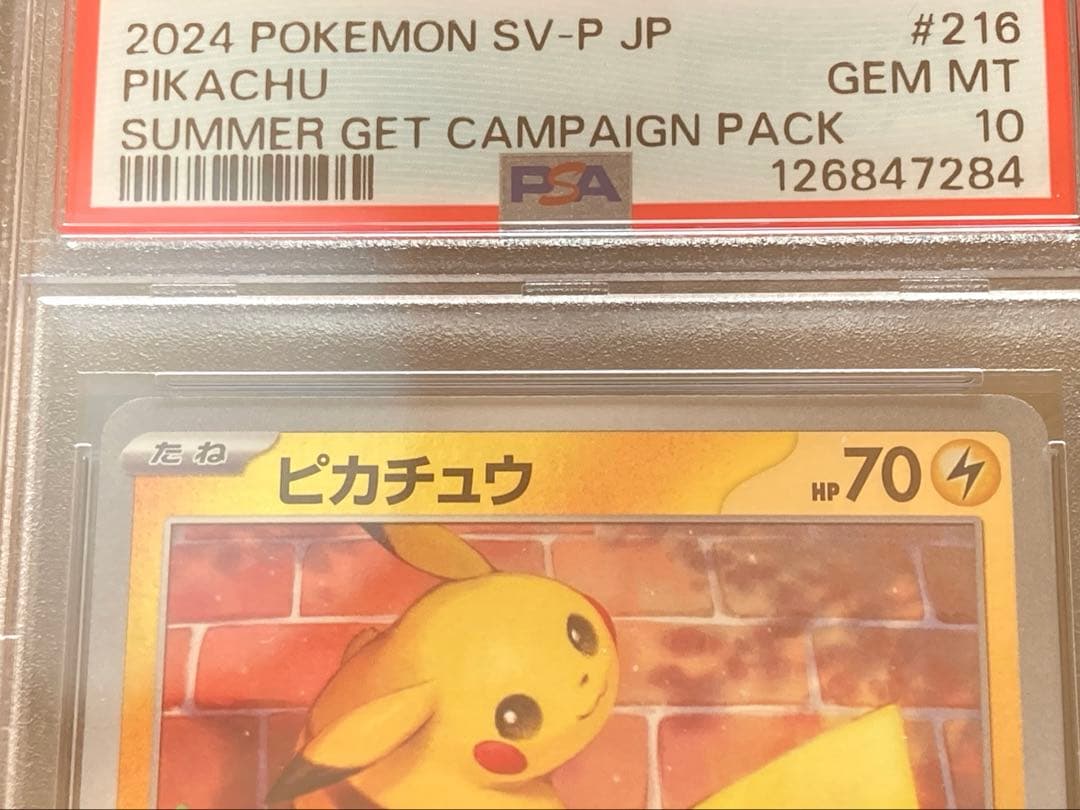 2024 POKEMON SV-P JP #216
PIKACHU GEM MT
SUMMER GET CAMPAIGN PACK 10
PSA 126847284
たね ピカチュウ HP70